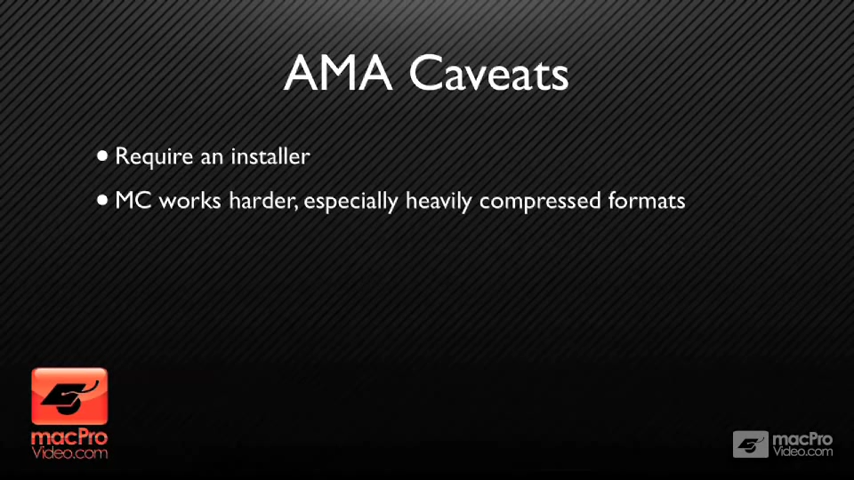 AMA Caveats
• Require an installer
• MC works harder, especially heavily compressed formats
macPro
Video.com
macPro
Video.com